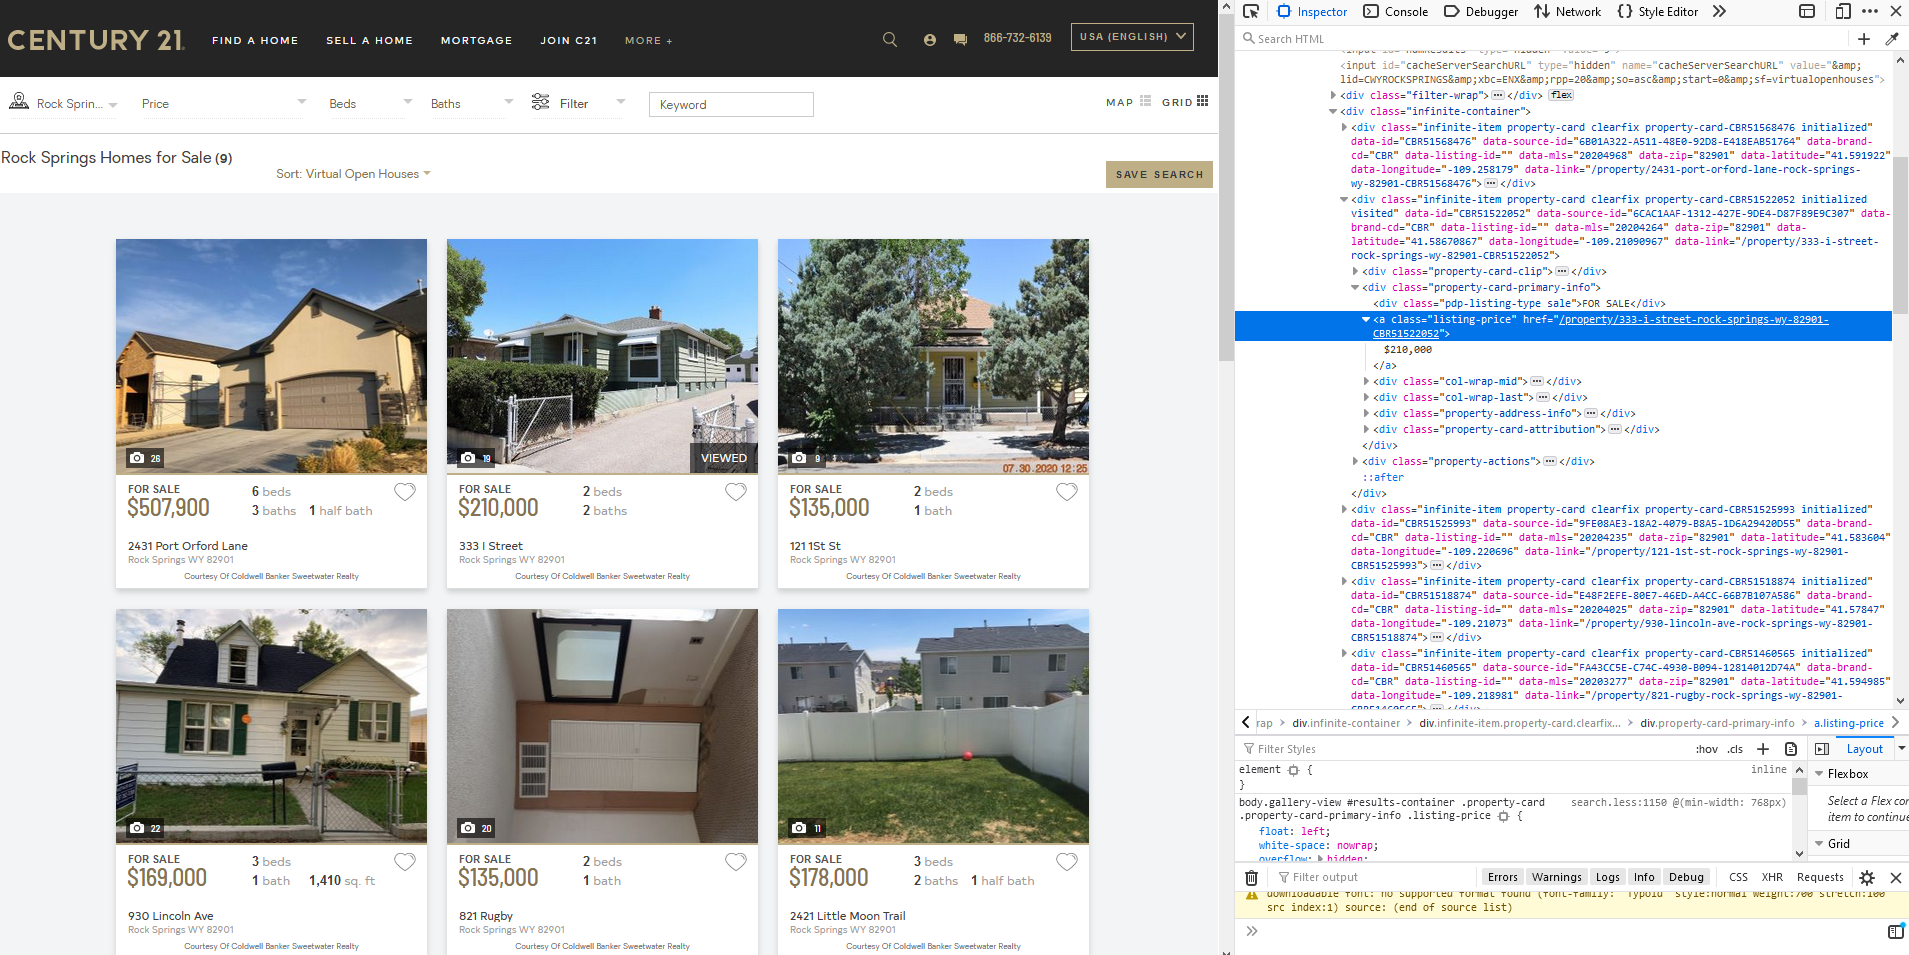 CENTURY 21
FIND A HOME
SELL A HOME
MORTGAGE
JOIN C21
MORE +
866-732-6139
USA (ENGLISH)
Rock Sprin...
Price
Beds
Baths
Filter
Keyword
MAP
GRID
Rock Springs Homes for Sale (9)
Sort: Virtual Open Houses
SAVE SEARCH
26
FOR SALE
$507,900
6 beds
3 baths 1 half bath
2431 Port Orford Lane
Rock Springs WY 82901
Courtesy Of Coldwell Banker Sweetwater Realty
19
VIEWED
FOR SALE
$210,000
2 beds
2 baths
333 I Street
Rock Springs WY 82901
Courtesy Of Coldwell Banker Sweetwater Realty
9
07.30.2020 12:25
FOR SALE
$135,000
2 beds
1 bath
121 1St St
Rock Springs WY 82901
Courtesy Of Coldwell Banker Sweetwater Realty
22
FOR SALE
$169,000
3 beds
1 bath 1,410 sq. ft
930 Lincoln Ave
Rock Springs WY 82901
Courtesy Of Coldwell Banker Sweetwater Realty
20
FOR SALE
$135,000
2 beds
1 bath
821 Rugby
Rock Springs WY 82901
Courtesy Of Coldwell Banker Sweetwater Realty
11
FOR SALE
$178,000
3 beds
2 baths 1 half bath
2421 Little Moon Trail
Rock Springs WY 82901
Courtesy Of Coldwell Banker Sweetwater Realty
Inspector
Console
Debugger
Network
Style Editor
Search HTML
<input id="cacheServerSearchURL" type="hidden" name="cacheServerSearchURL" value="&amp;
lid=CWYROCKSPRINGS&amp;xbc=ENX&amp;rpp=20&amp;so=asc&amp;start=0&amp;sf=virtualopenhouses">
<div class="filter-wrap"></div> flex
<div class="infinite-container">
<div class="infinite-item property-card clearfix property-card-CBR51568476 initialized"
data-id="CBR51568476" data-source-id="6B01A322-A511-48E0-92D8-E418EAB51764" data-brand-
cd="CBR" data-listing-id="" data-mls="20204968" data-zip="82901" data-latitude="41.591922"
data-longitude="-109.258179" data-link="/property/2431-port-orford-lane-rock-springs-
wy-82901-CBR51568476"></div>
<div class="infinite-item property-card clearfix property-card-CBR51522052 initialized
visited" data-id="CBR51522052" data-source-id="6CAC1AAF-1312-427E-9DE4-D87F89E9C307" data-
brand-cd="CBR" data-listing-id="" data-mls="20204264" data-zip="82901" data-
latitude="41.58670867" data-longitude="-109.21090967" data-link="/property/333-i-street-
rock-springs-wy-82901-CBR51522052">
<div class="property-card-clip"></div>
<div class="property-card-primary-info">
<div class="pdp-listing-type sale">FOR SALE</div>
<a class="listing-price" href="/property/333-i-street-rock-springs-wy-82901-
CBR51522052">
$210,000
</a>
<div class="col-wrap-mid"></div>
<div class="col-wrap-last"></div>
<div class="property-address-info"></div>
<div class="property-card-attribution"></div>
</div>
<div class="property-actions"></div>
::after
</div>
<div class="infinite-item property-card clearfix property-card-CBR51525993 initialized"
data-id="CBR51525993" data-source-id="9FE08AE3-18A2-4079-B8A5-1D6A29420D55" data-brand-
cd="CBR" data-listing-id="" data-mls="20204235" data-zip="82901" data-latitude="41.583604"
data-longitude="-109.220696" data-link="/property/121-1st-st-rock-springs-wy-82901-
CBR51525993"></div>
<div class="infinite-item property-card clearfix property-card-CBR51518874 initialized"
data-id="CBR51518874" data-source-id="E48F2EFE-80E7-46ED-A4CC-66B7B107A586" data-brand-
cd="CBR" data-listing-id="" data-mls="20204025" data-zip="82901" data-latitude="41.57847"
data-longitude="-109.21073" data-link="/property/930-lincoln-ave-rock-springs-wy-82901-
CBR51518874"></div>
<div class="infinite-item property-card clearfix property-card-CBR51460565 initialized"
data-id="CBR51460565" data-source-id="FA43CC5E-C74C-4930-B094-12814012D74A" data-brand-
cd="CBR" data-listing-id="" data-mls="20203277" data-zip="82901" data-latitude="41.594985"
data-longitude="-109.218981" data-link="/property/821-rugby-rock-springs-wy-82901-
rap
div.infinite-container
div.infinite-item.property-card.clearfix...
div.property-card-primary-info
a.listing-price
Filter Styles
:hov .cls
Layout
element {
inline
}
body.gallery-view #results-container .property-card
search.less:1150 @(min-width: 768px)
.property-card-primary-info .listing-price {
float: left;
white-space: nowrap;
overflow: hidden;
Flexbox
Select a Flex con
item to continue
Grid
Filter output
Errors
Warnings
Logs
Info
Debug
CSS
XHR
Requests
downloadable font: no supported format found (font-family: "Typold" style:normal weight:700 stretch:100
src index:1) source: (end of source list)